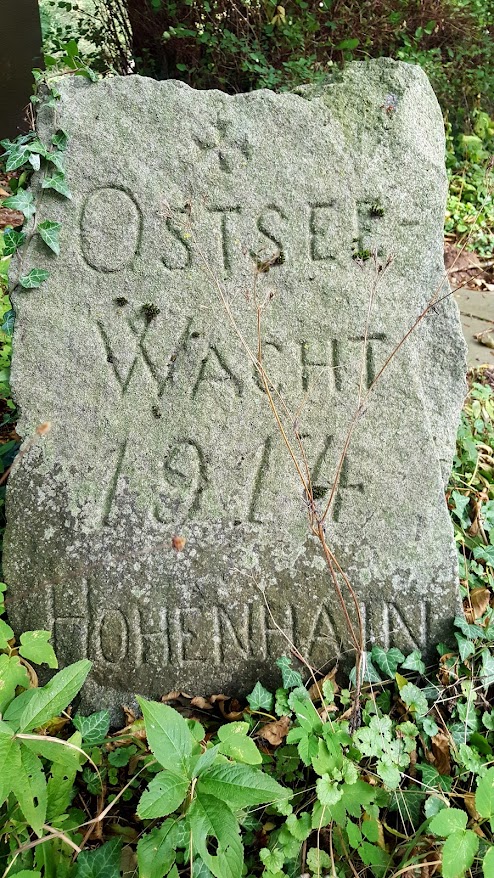 OSTSEE-
WACHT
1914
HOHENHAIN